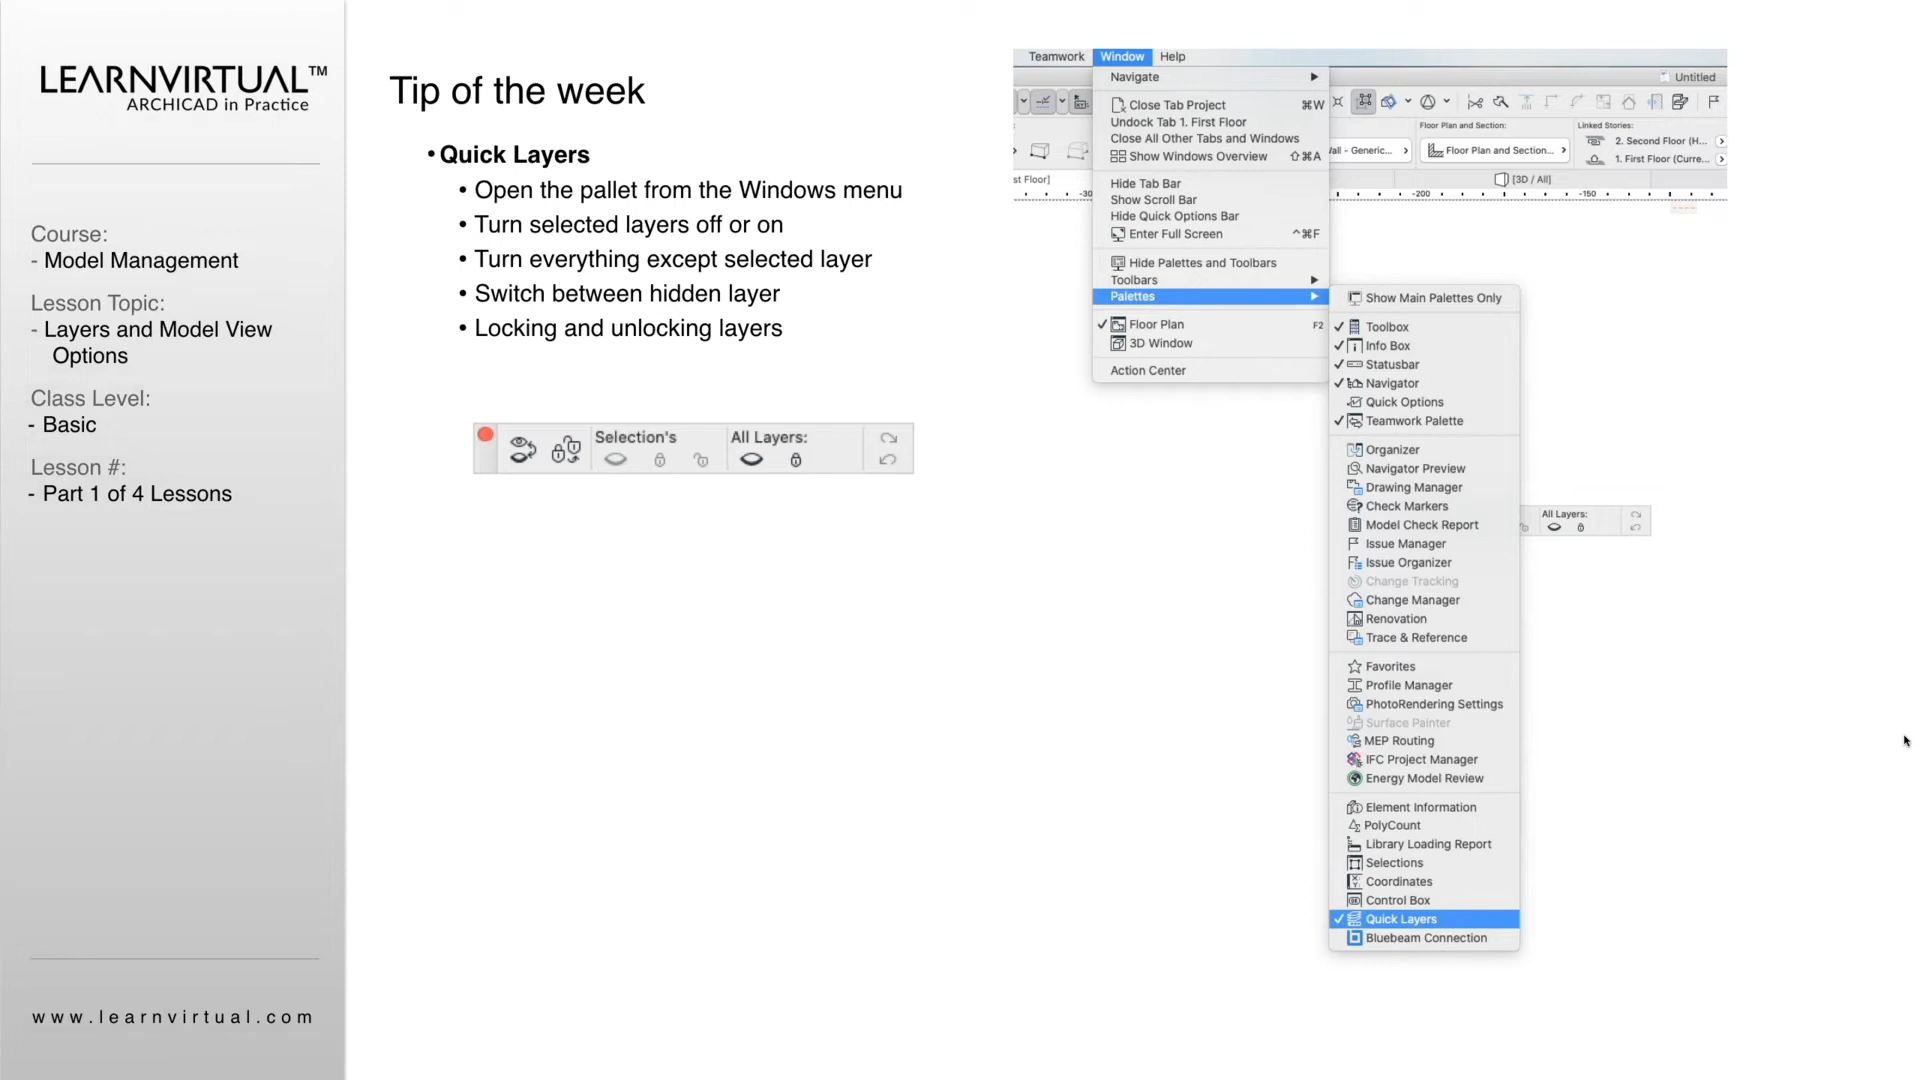 LEARNVIRTUAL™
ARCHICAD in Practice
Course:
- Model Management
Lesson Topic:
- Layers and Model View
Options
Class Level:
- Basic
Lesson #:
- Part 1 of 4 Lessons
www.learnvirtual.com
Tip of the week
• Quick Layers
• Open the pallet from the Windows menu
• Turn selected layers off or on
• Turn everything except selected layer
• Switch between hidden layer
• Locking and unlocking layers
Selection's
All Layers:
Teamwork Window Help
Untitled
Navigate
Close Tab Project ⌘W
Undock Tab 1. First Floor
Close All Other Tabs and Windows
Show Windows Overview ⇧⌘A
Hide Tab Bar
Show Scroll Bar
Hide Quick Options Bar
Enter Full Screen ^⌘F
Hide Palettes and Toolbars
Toolbars
Palettes
✓ Floor Plan F2
3D Window
Action Center
Floor Plan and Section:
Linked Stories:
all - Generic...
Floor Plan and Section...
2. Second Floor (H...
1. First Floor (Curre...
st Floor]
[3D / All]
-30
-200
-150
Show Main Palettes Only
✓ Toolbox
✓ Info Box
✓ Statusbar
✓ Navigator
Quick Options
✓ Teamwork Palette
Organizer
Navigator Preview
Drawing Manager
Check Markers
Model Check Report
Issue Manager
Issue Organizer
Change Tracking
Change Manager
Renovation
Trace & Reference
Favorites
Profile Manager
PhotoRendering Settings
Surface Painter
MEP Routing
IFC Project Manager
Energy Model Review
Element Information
PolyCount
Library Loading Report
Selections
Coordinates
Control Box
✓ Quick Layers
Bluebeam Connection
All Layers: